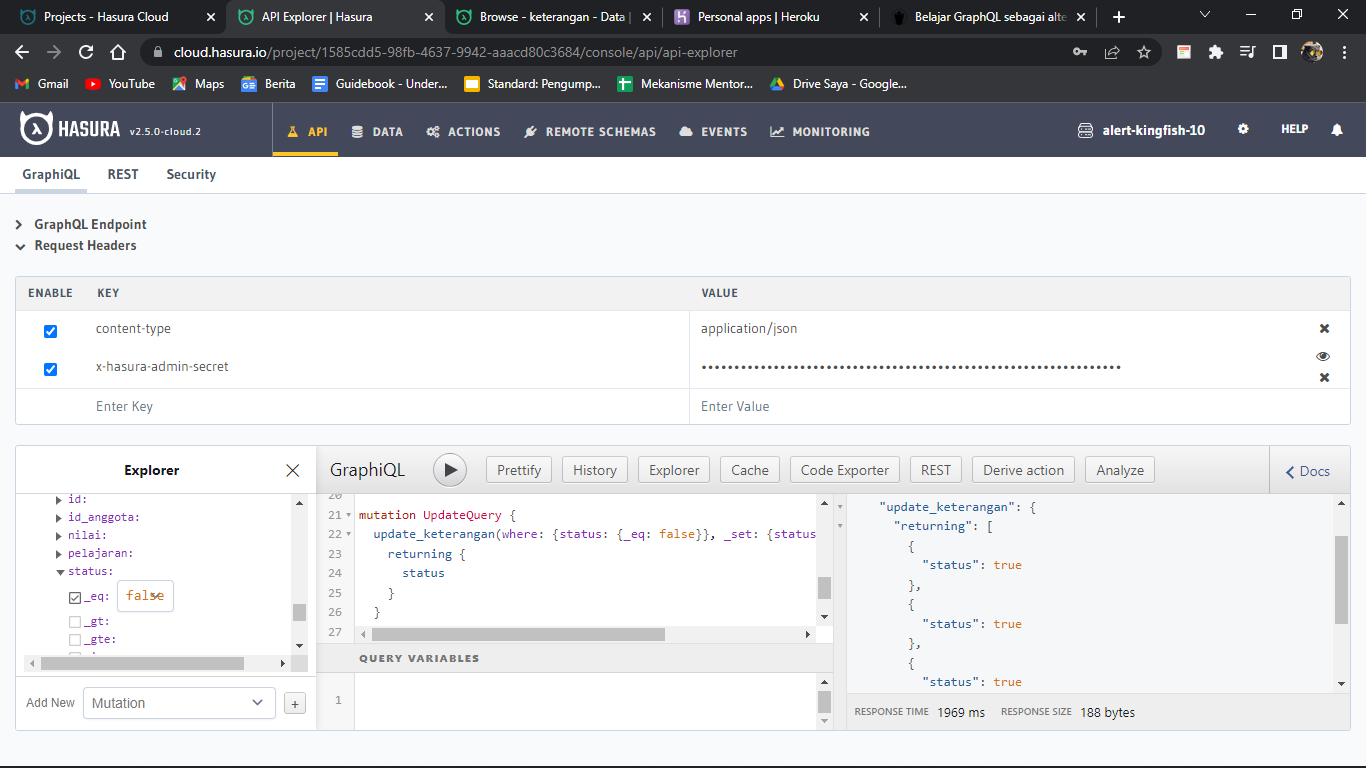 Projects - Hasura Cloud
API Explorer | Hasura
Browse - keterangan - Data |
Personal apps | Heroku
Belajar GraphQL sebagai alte
cloud.hasura.io/project/1585cdd5-98fb-4637-9942-aaacd80c3684/console/api/api-explorer
Gmail
YouTube
Maps
Berita
Guidebook - Under...
Standard: Pengump...
Mekanisme Mentor...
Drive Saya - Google...
HASURA v2.5.0-cloud.2
API
DATA
ACTIONS
REMOTE SCHEMAS
EVENTS
MONITORING
alert-kingfish-10
HELP
GraphiQL
REST
Security
GraphQL Endpoint
Request Headers
ENABLE KEY VALUE
content-type application/json
x-hasura-admin-secret ••••••••••••••••••••••••••••••••••••••••••••••••••••••••••••••••
Enter Key Enter Value
Explorer
id:
id_anggota:
nilai:
pelajaran:
status:
_eq: false
_gt:
_gte:
Add New Mutation +
GraphiQL
Prettify
History
Explorer
Cache
Code Exporter
REST
Derive action
Analyze
Docs
20
21 mutation UpdateQuery {
22 update_keterangan(where: {status: {_eq: false}}, _set: {status
23 returning {
24 status
25 }
26 }
27
QUERY VARIABLES
1
"update_keterangan": {
"returning": [
{
"status": true
},
{
"status": true
},
{
"status": true
RESPONSE TIME 1969 ms RESPONSE SIZE 188 bytes